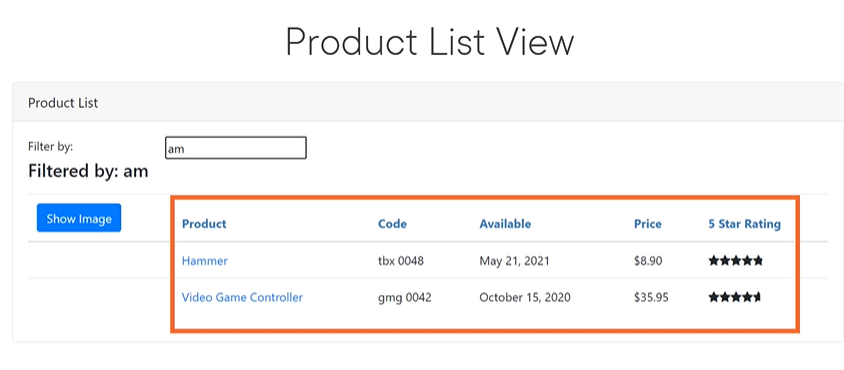 Product List View
Product List
Filter by: am
Filtered by: am
Show Image Product Code Available Price 5 Star Rating
Hammer tbx 0048 May 21, 2021 $8.90
Video Game Controller gmg 0042 October 15, 2020 $35.95